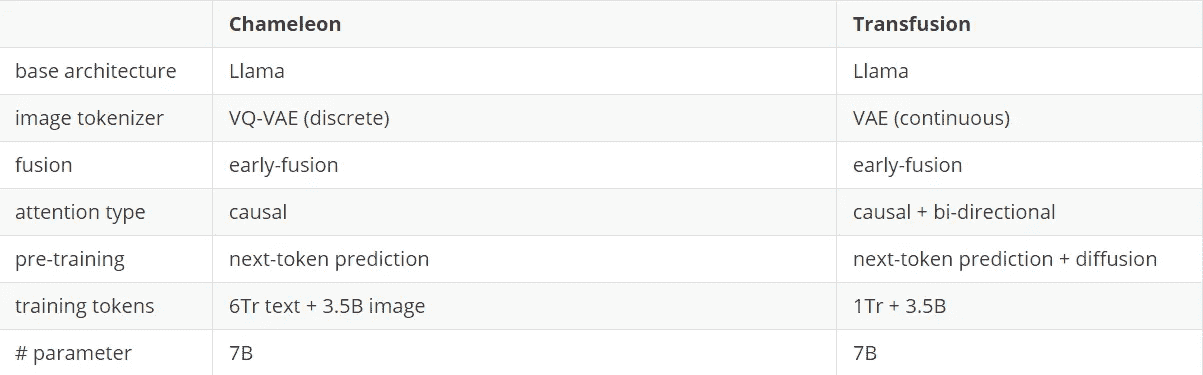 Chameleon Transfusion
base architecture Llama Llama
image tokenizer VQ-VAE (discrete) VAE (continuous)
fusion early-fusion early-fusion
attention type causal causal + bi-directional
pre-training next-token prediction next-token prediction + diffusion
training tokens 6Tr text + 3.5B image 1Tr + 3.5B
# parameter 7B 7B